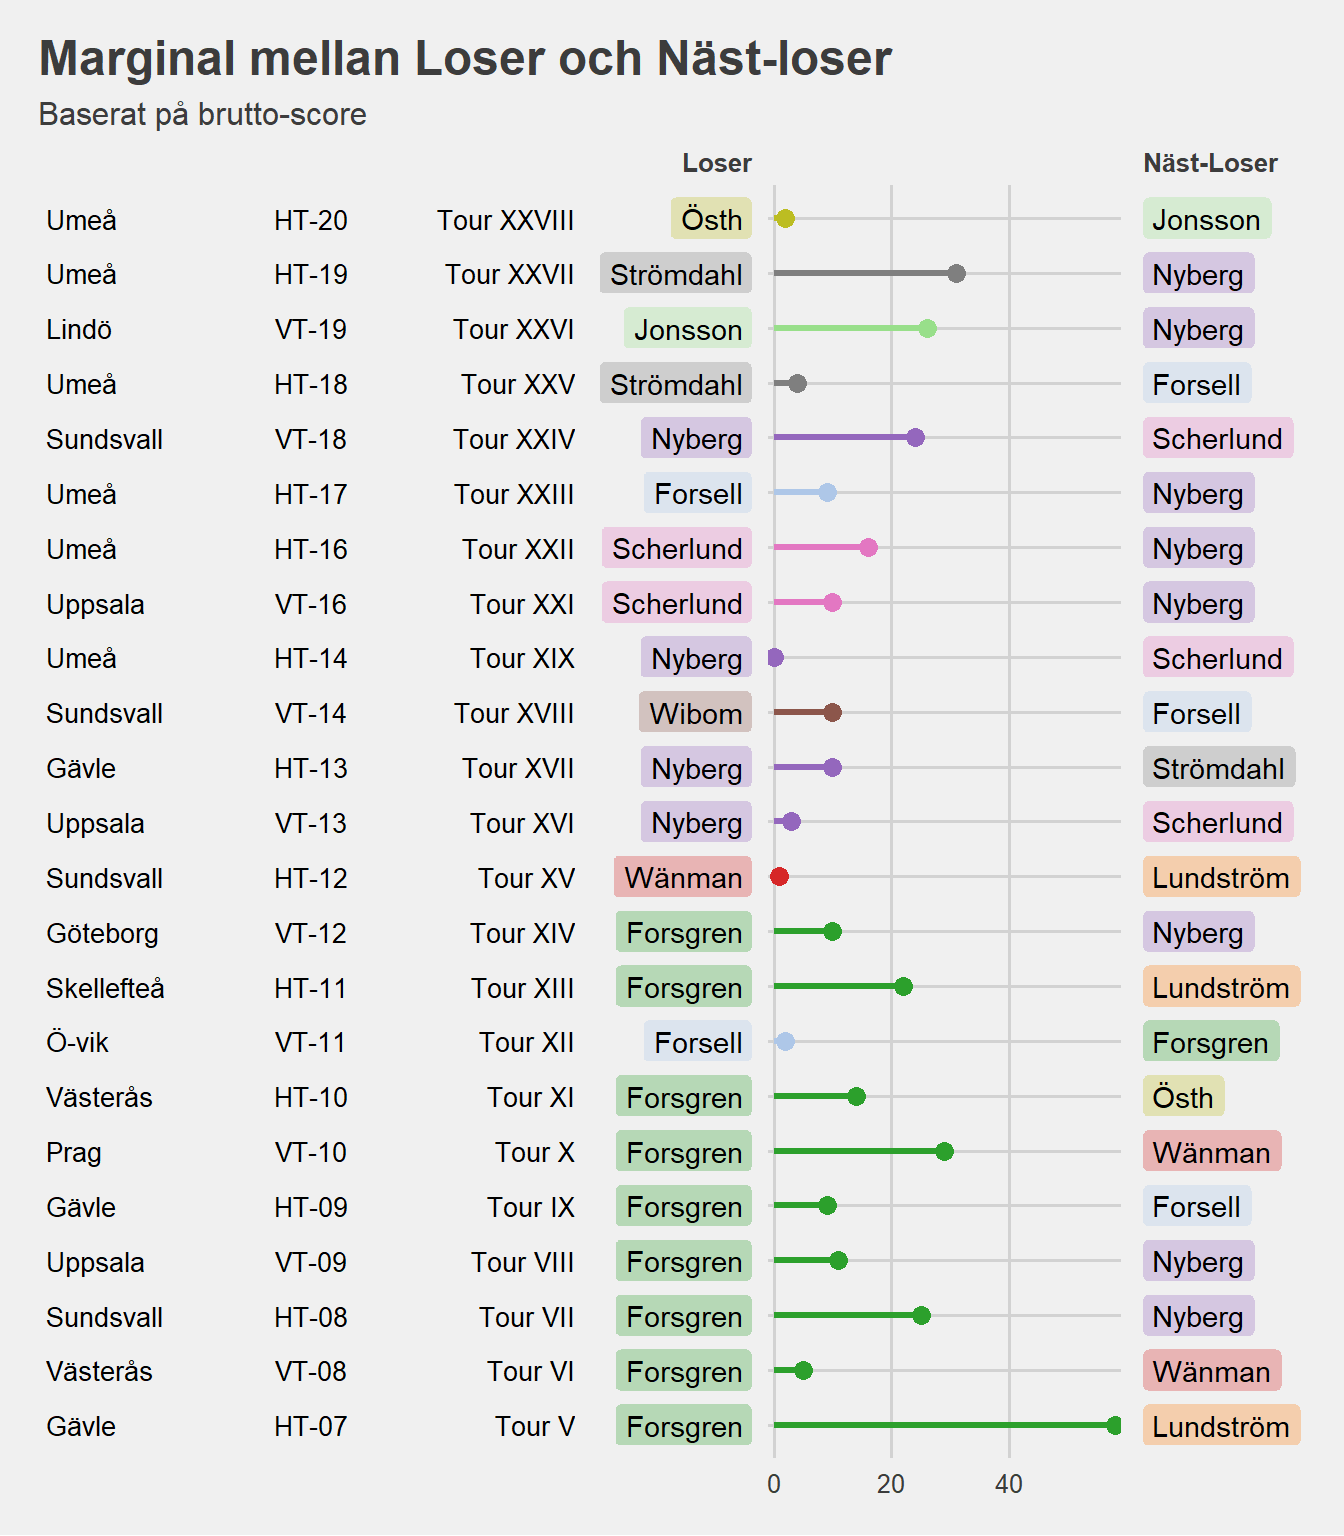 Marginal mellan Loser och Näst-loser
Baserat på brutto-score
Loser Näst-Loser
Umeå HT-20 Tour XXVIII Östh Jonsson
Umeå HT-19 Tour XXVII Strömdahl Nyberg
Lindö VT-19 Tour XXVI Jonsson Nyberg
Umeå HT-18 Tour XXV Strömdahl Forsell
Sundsvall VT-18 Tour XXIV Nyberg Scherlund
Umeå HT-17 Tour XXIII Forsell Nyberg
Umeå HT-16 Tour XXII Scherlund Nyberg
Uppsala VT-16 Tour XXI Scherlund Nyberg
Umeå HT-14 Tour XIX Nyberg Scherlund
Sundsvall VT-14 Tour XVIII Wibom Forsell
Gävle HT-13 Tour XVII Nyberg Strömdahl
Uppsala VT-13 Tour XVI Nyberg Scherlund
Sundsvall HT-12 Tour XV Wänman Lundström
Göteborg VT-12 Tour XIV Forsgren Nyberg
Skellefteå HT-11 Tour XIII Forsgren Lundström
Ö-vik VT-11 Tour XII Forsell Forsgren
Västerås HT-10 Tour XI Forsgren Östh
Prag VT-10 Tour X Forsgren Wänman
Gävle HT-09 Tour IX Forsgren Forsell
Uppsala VT-09 Tour VIII Forsgren Nyberg
Sundsvall HT-08 Tour VII Forsgren Nyberg
Västerås VT-08 Tour VI Forsgren Wänman
Gävle HT-07 Tour V Forsgren Lundström
0 20 40